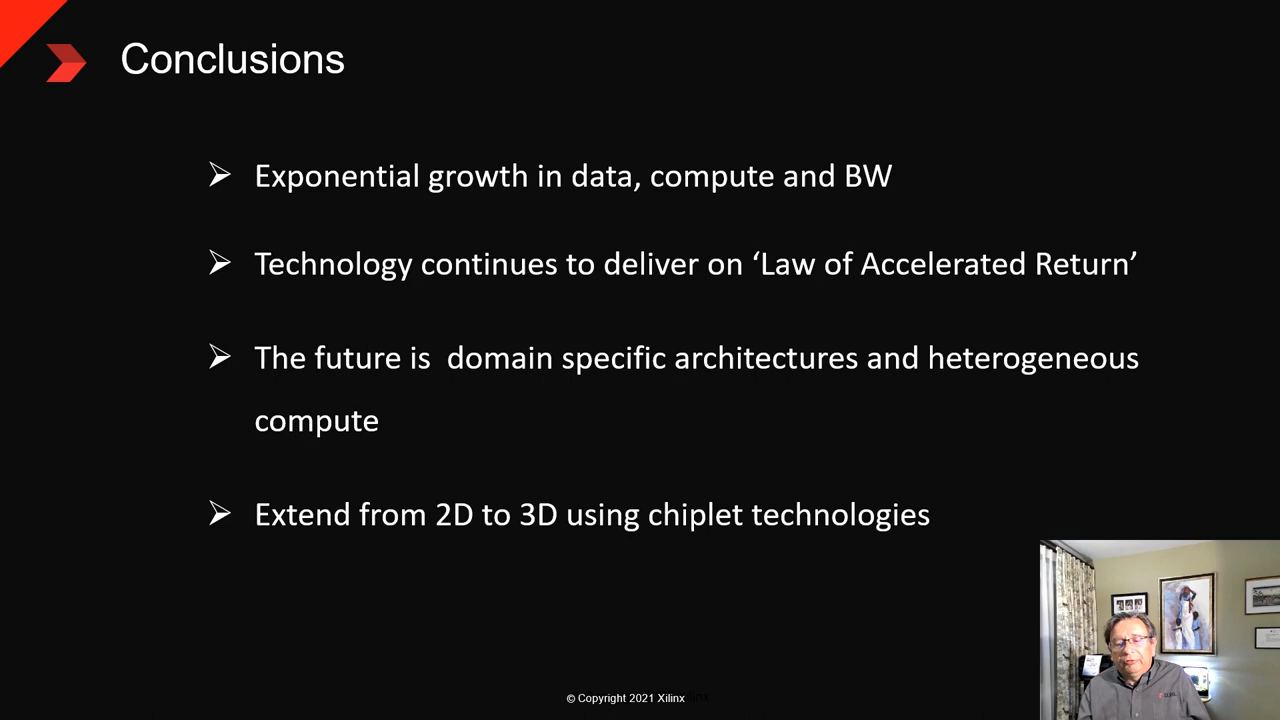 Conclusions
➢ Exponential growth in data, compute and BW
➢ Technology continues to deliver on ‘Law of Accelerated Return’
➢ The future is  domain specific architectures and heterogeneous
compute
➢ Extend from 2D to 3D using chiplet technologies
© Copyright 2021 Xilinx